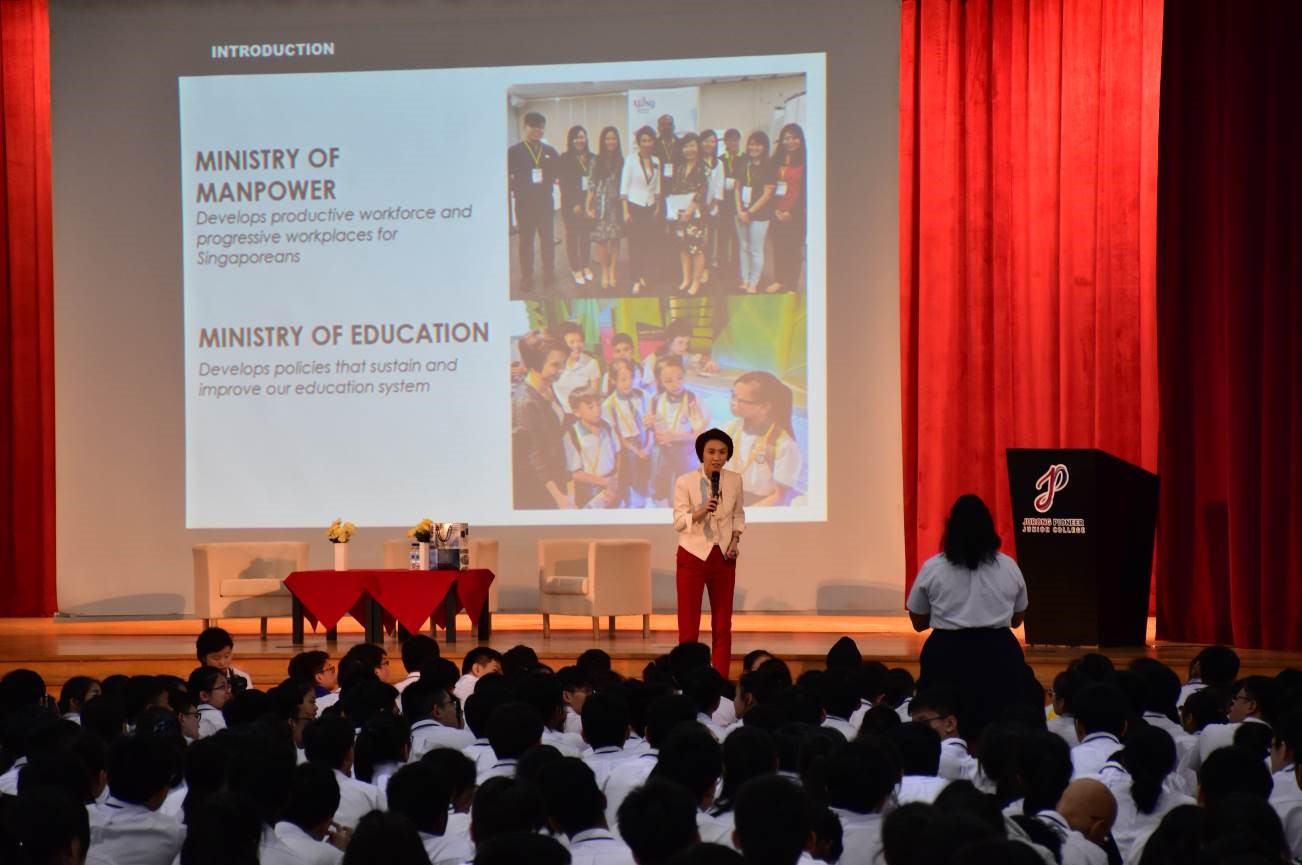 INTRODUCTION
MINISTRY OF
MANPOWER
Develops productive workforce and
progressive workplaces for
Singaporeans
MINISTRY OF EDUCATION
Develops policies that sustain and
improve our education system
JURONG PIONEER
JUNIOR COLLEGE